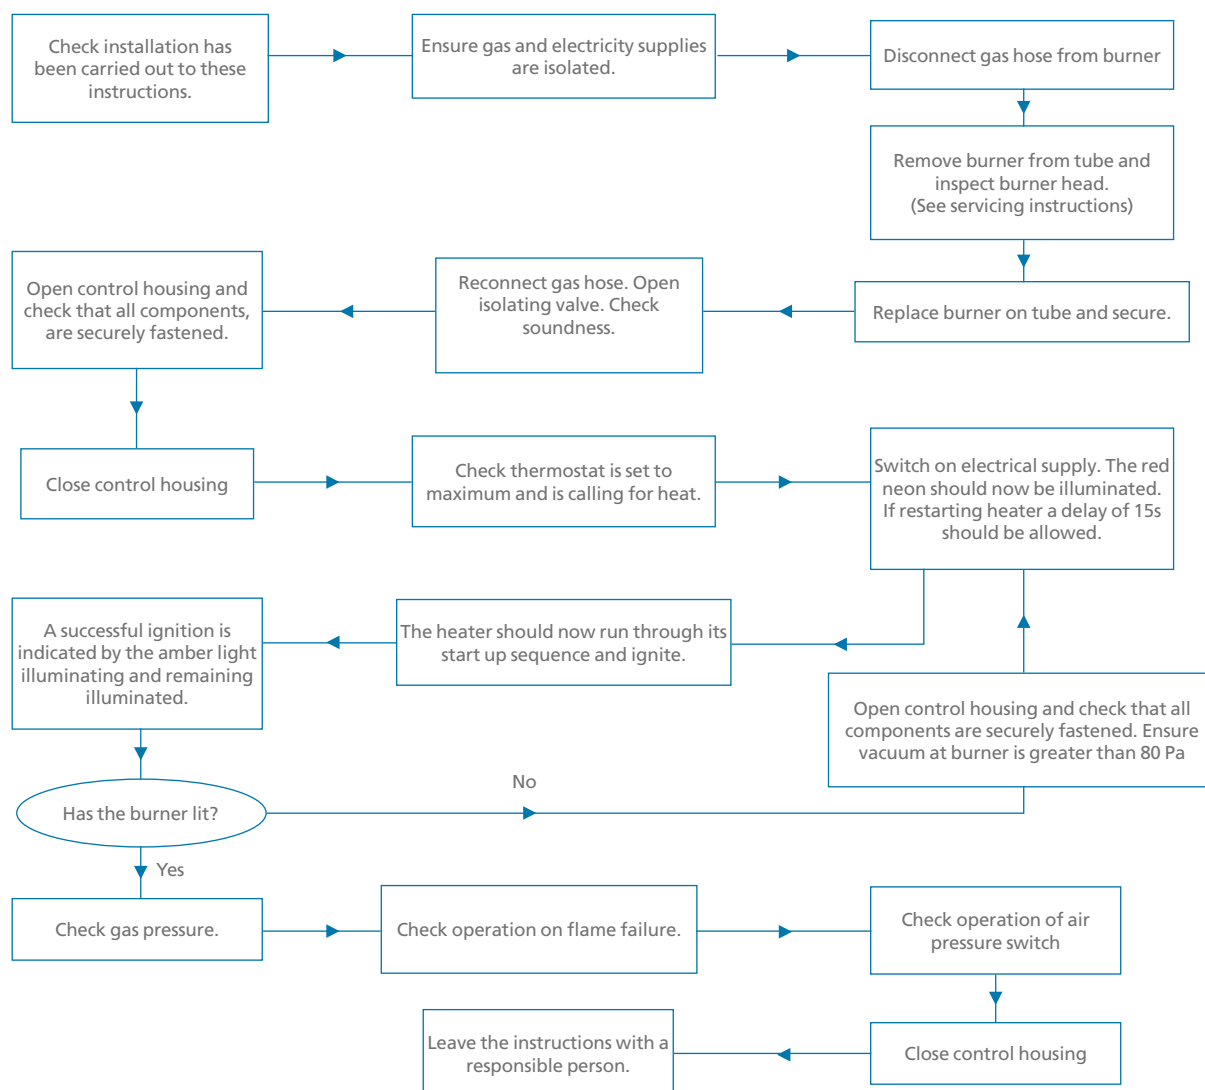 Check installation has
been carried out to these
instructions.
Ensure gas and electricity supplies
are isolated.
Disconnect gas hose from burner
Remove burner from tube and
inspect burner head.
(See servicing instructions)
Replace burner on tube and secure.
Reconnect gas hose. Open
isolating valve. Check
soundness.
Open control housing and
check that all components,
are securely fastened.
Close control housing
Check thermostat is set to
maximum and is calling for heat.
Switch on electrical supply. The red
neon should now be illuminated.
If restarting heater a delay of 15s
should be allowed.
The heater should now run through its
start up sequence and ignite.
A successful ignition is
indicated by the amber light
illuminating and remaining
illuminated.
Has the burner lit?
No
Open control housing and check that all
components are securely fastened. Ensure
vacuum at burner is greater than 80 Pa
Yes
Check gas pressure.
Check operation on flame failure.
Check operation of air
pressure switch
Close control housing
Leave the instructions with a
responsible person.